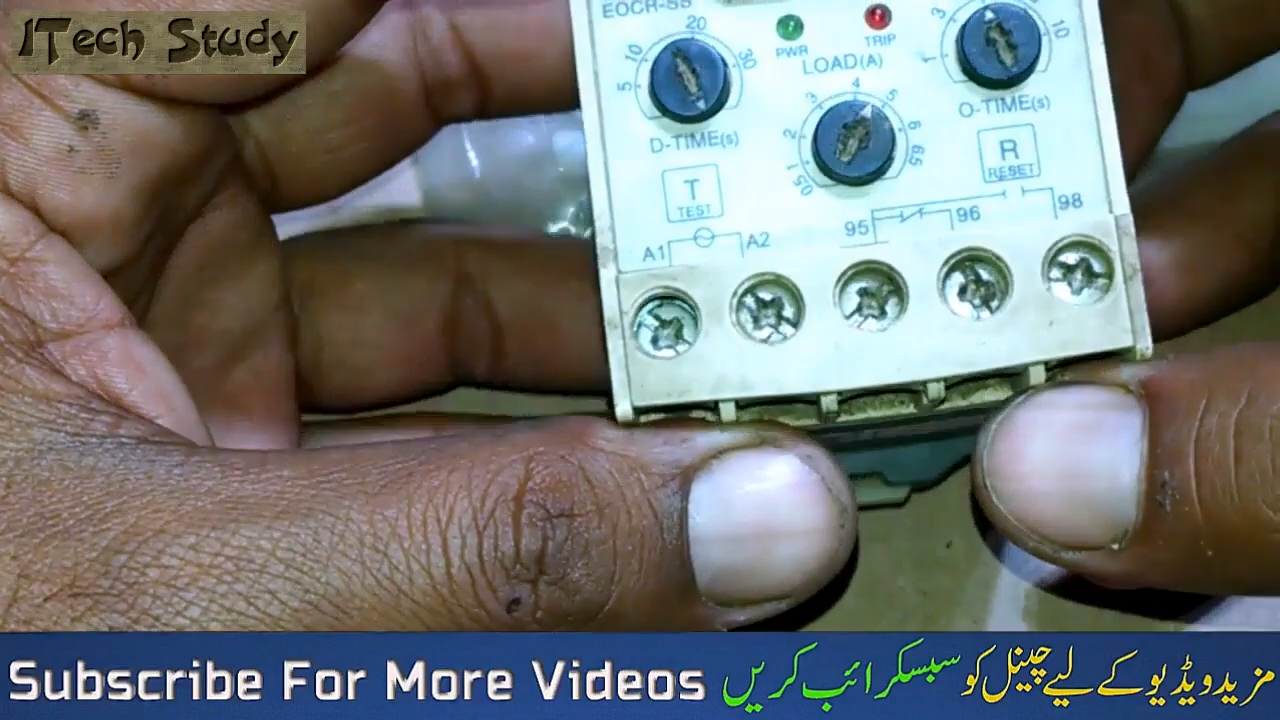 ITech Study
EOCR-SS
5 10 20 30
D-TIME(s)
PWR
TRIP
LOAD(A)
0.5 1 2 3 4 5 6 6.5
1 3 10
O-TIME(s)
T
TEST
R
RESET
A1 A2
95 96 98
Subscribe For More Videos مزید ویڈیو کے لیے چینل کو سبسکرائب کریں